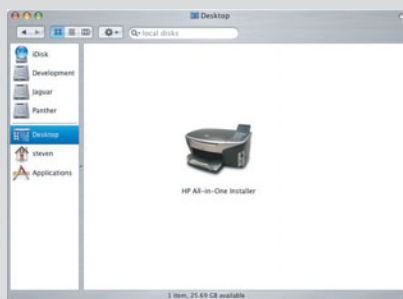 Desktop
local disks
iDisk
Development
Jaguar
Panther
Desktop
steven
Applications
HP All-in-One Installer
1 item, 25.69 GB available